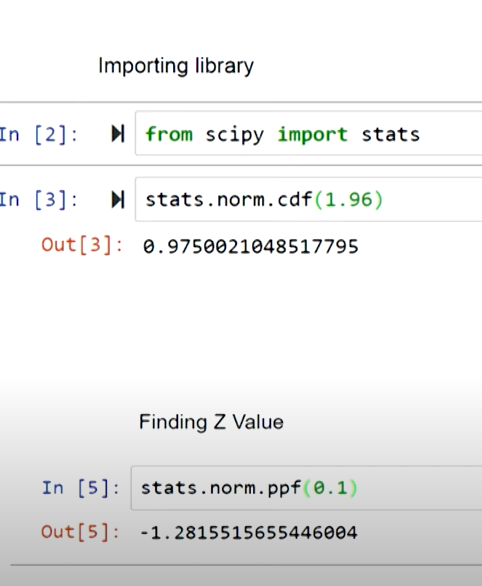 Importing library
In [2]: from scipy import stats
In [3]: stats.norm.cdf(1.96)
Out[3]: 0.9750021048517795
Finding Z Value
In [5]: stats.norm.ppf(0.1)
Out[5]: -1.2815515655446004